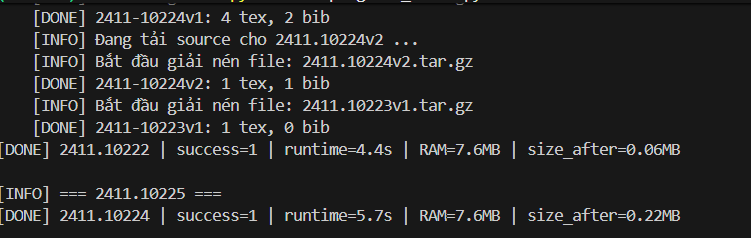 [DONE] 2411-10224v1: 4 tex, 2 bib
[INFO] Đang tải source cho 2411.10224v2 ...
[INFO] Bắt đầu giải nén file: 2411.10224v2.tar.gz
[DONE] 2411-10224v2: 1 tex, 1 bib
[INFO] Bắt đầu giải nén file: 2411.10223v1.tar.gz
[DONE] 2411-10223v1: 1 tex, 0 bib
[DONE] 2411.10222 | success=1 | runtime=4.4s | RAM=7.6MB | size_after=0.06MB
[INFO] === 2411.10225 ===
[DONE] 2411.10224 | success=1 | runtime=5.7s | RAM=7.6MB | size_after=0.22MB